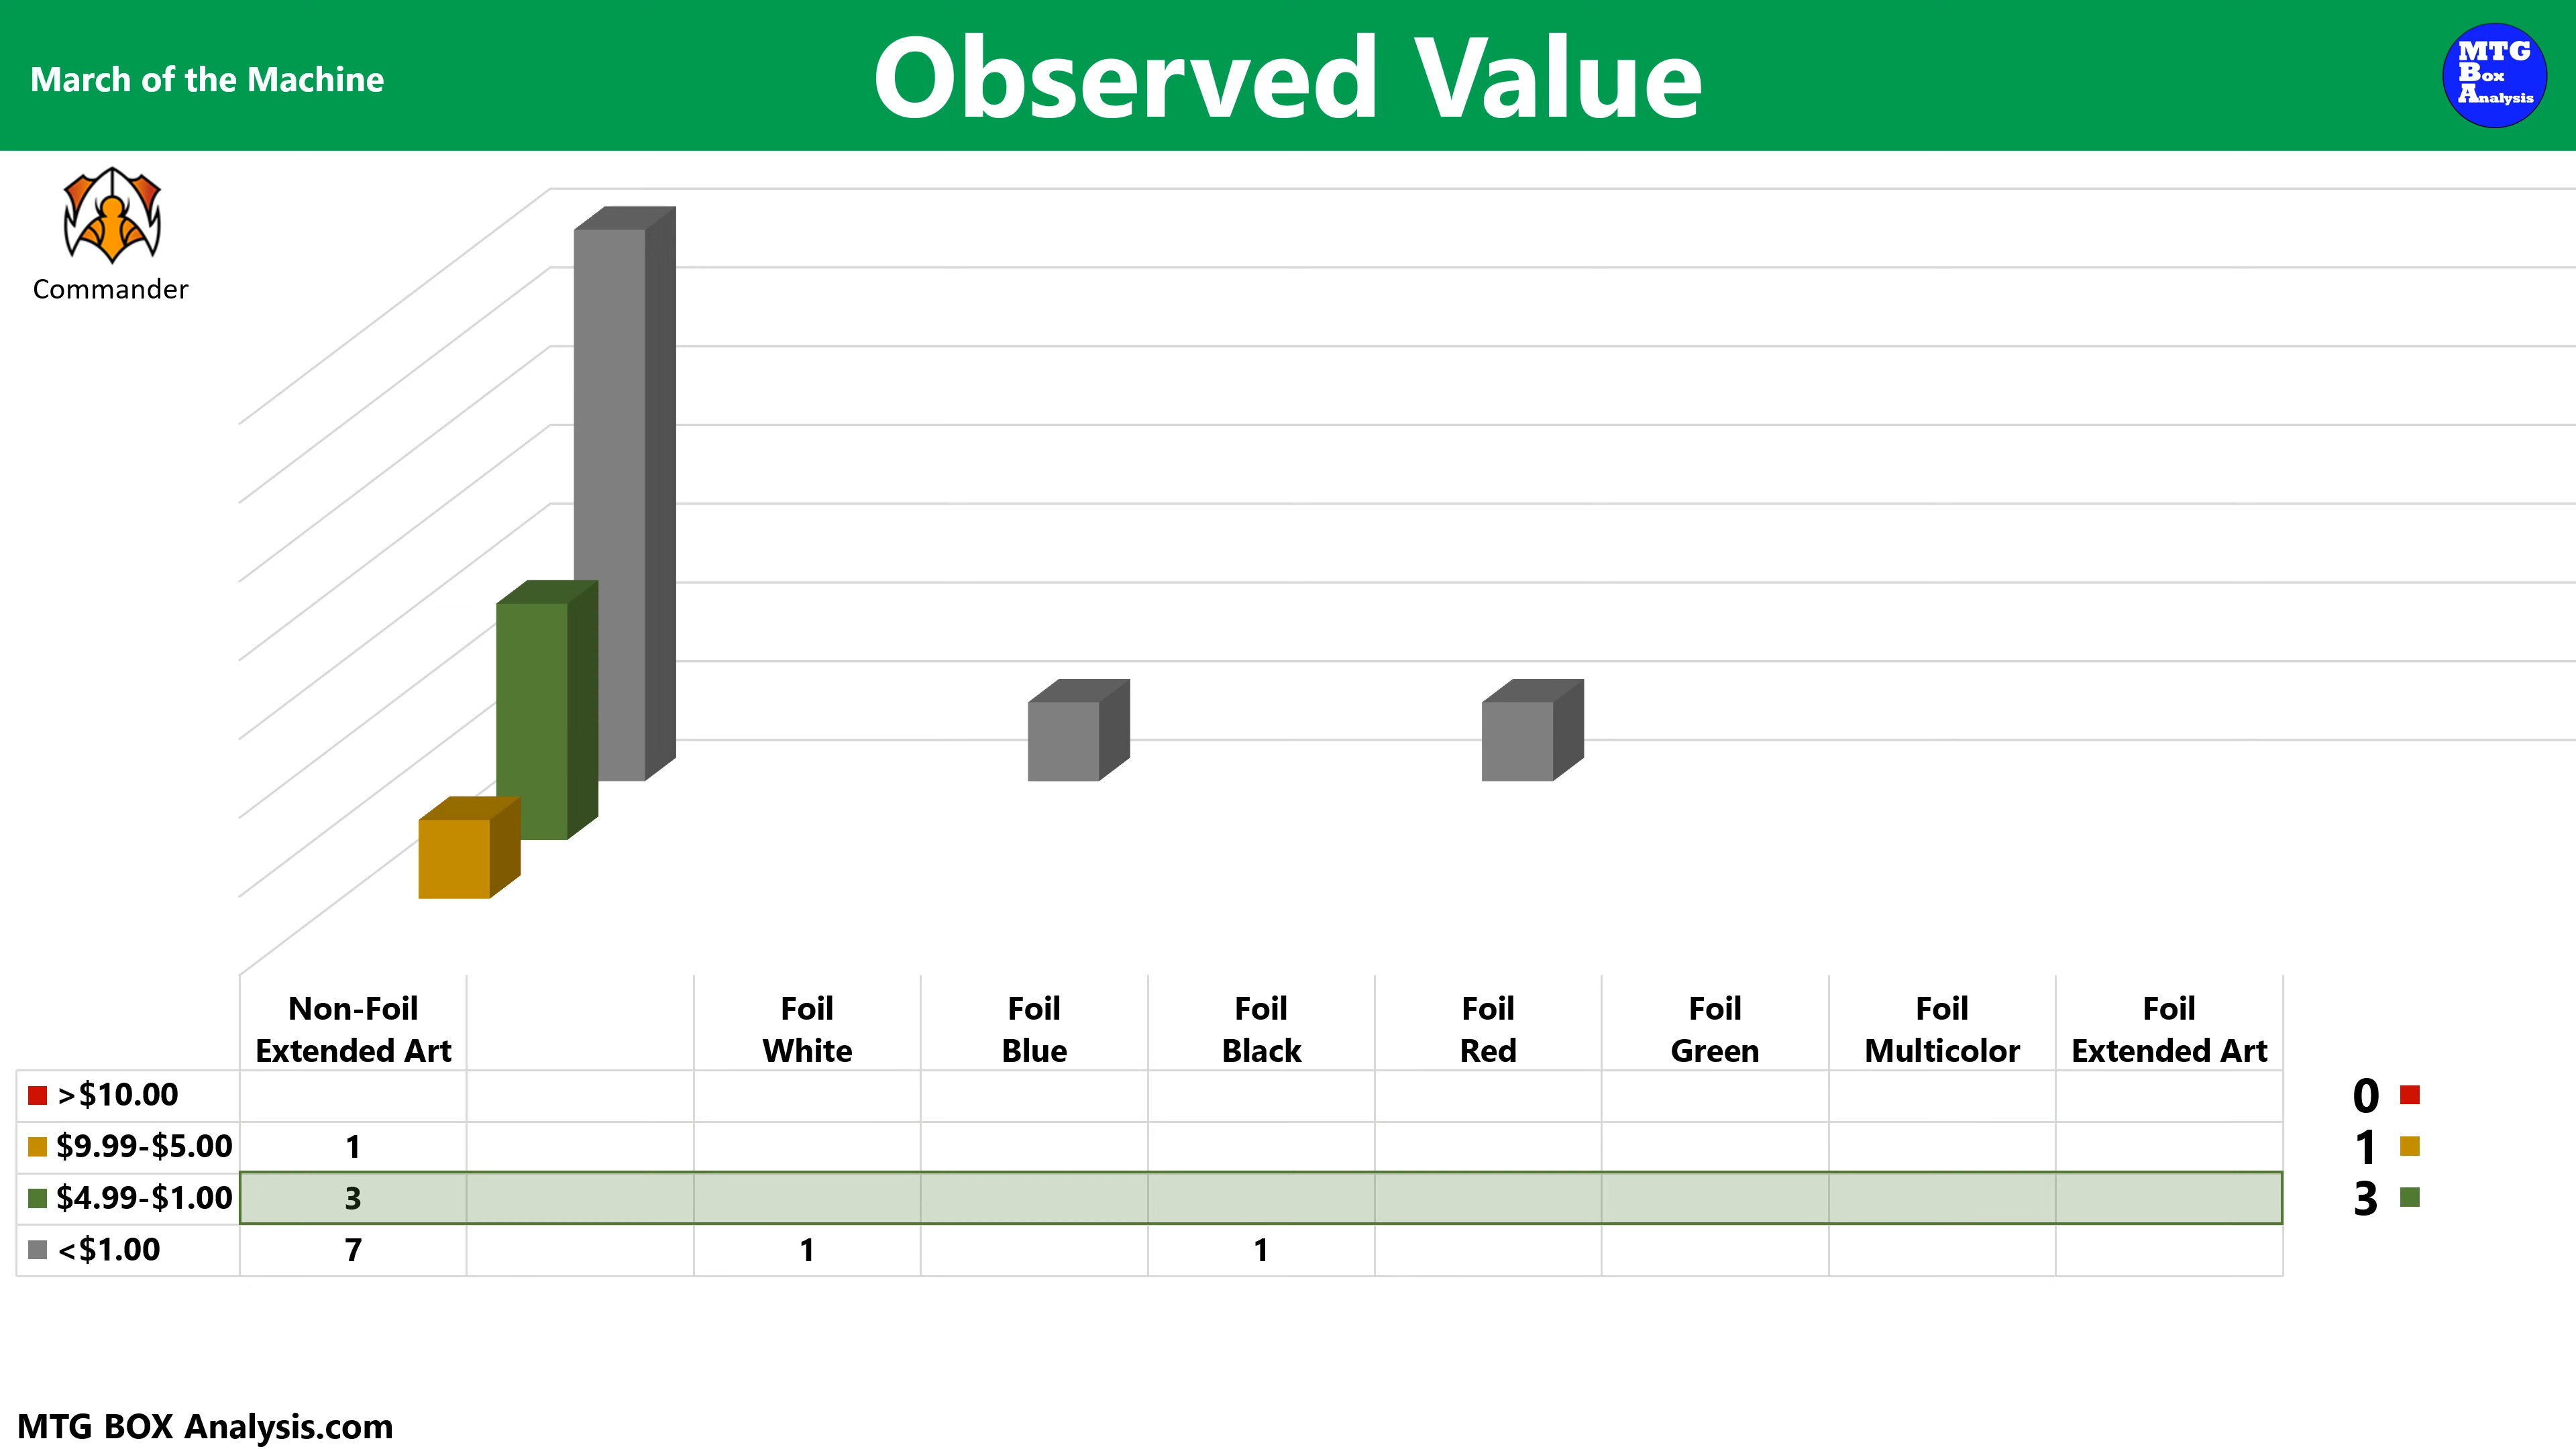 March of the Machine
Observed Value
MTG
Box
Analysis
Commander
Non-Foil
Extended Art
Foil
White
Foil
Blue
Foil
Black
Foil
Red
Foil
Green
Foil
Multicolor
Foil
Extended Art
>$10.00
0
$9.99-$5.00 1
1
$4.99-$1.00 3
3
<$1.00 7 1 1
MTG BOX Analysis.com